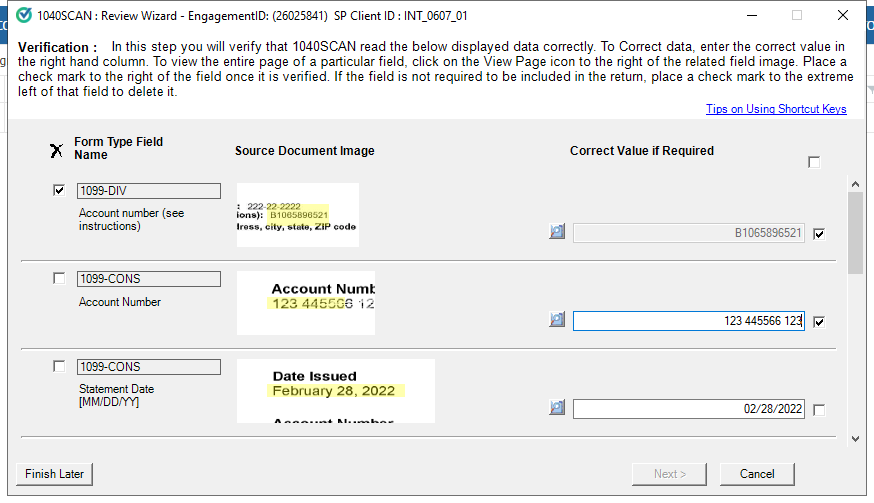 1040SCAN : Review Wizard - EngagementID: (26025841) SP Client ID : INT_0607_01
Verification : In this step you will verify that 1040SCAN read the below displayed data correctly. To Correct data, enter the correct value in
the right hand column. To view the entire page of a particular field, click on the View Page icon to the right of the related field image. Place a
check mark to the right of the field once it is verified. If the field is not required to be included in the return, place a check mark to the extreme
left of that field to delete it.
Tips on Using Shortcut Keys
X Form Type Field
Name
Source Document Image
Correct Value if Required
1099-DIV
Account number (see
instructions)
: 222-22-2222
ions): B1065896521
dress, city, state, ZIP code
B1065896521
1099-CONS
Account Number
Account Numb
123 445566 12
123 445566 123
1099-CONS
Statement Date
[MM/DD/YY]
Date Issued
February 28, 2022
Account Number
02/28/2022
Finish Later
Next >
Cancel